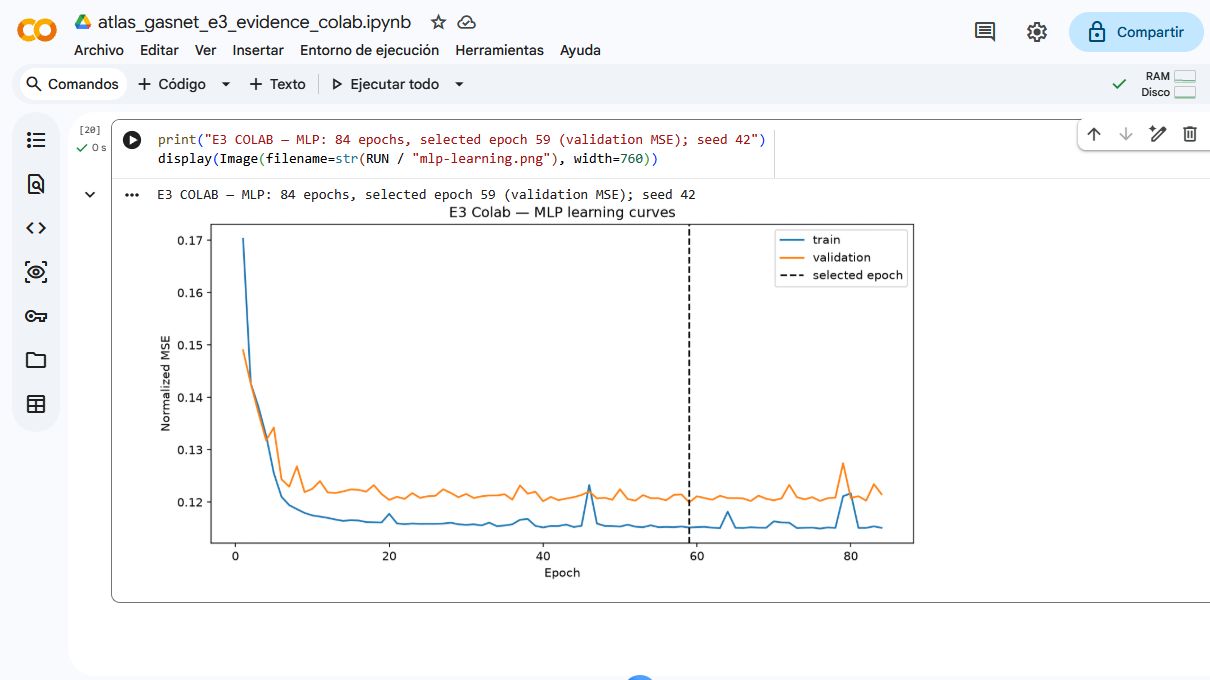 atlas_gasnet_e3_evidence_colab.ipynb
Archivo Editar Ver Insertar Entorno de ejecución Herramientas Ayuda
Compartir
Comandos + Código + Texto Ejecutar todo
RAM
Disco
[20]
0 s
print("E3 COLAB — MLP: 84 epochs, selected epoch 59 (validation MSE); seed 42")
display(Image(filename=str(RUN / "mlp-learning.png"), width=760))
E3 COLAB — MLP: 84 epochs, selected epoch 59 (validation MSE); seed 42
E3 Colab — MLP learning curves
train
validation
selected epoch
Normalized MSE
0.17
0.16
0.15
0.14
0.13
0.12
0 20 40 60 80
Epoch